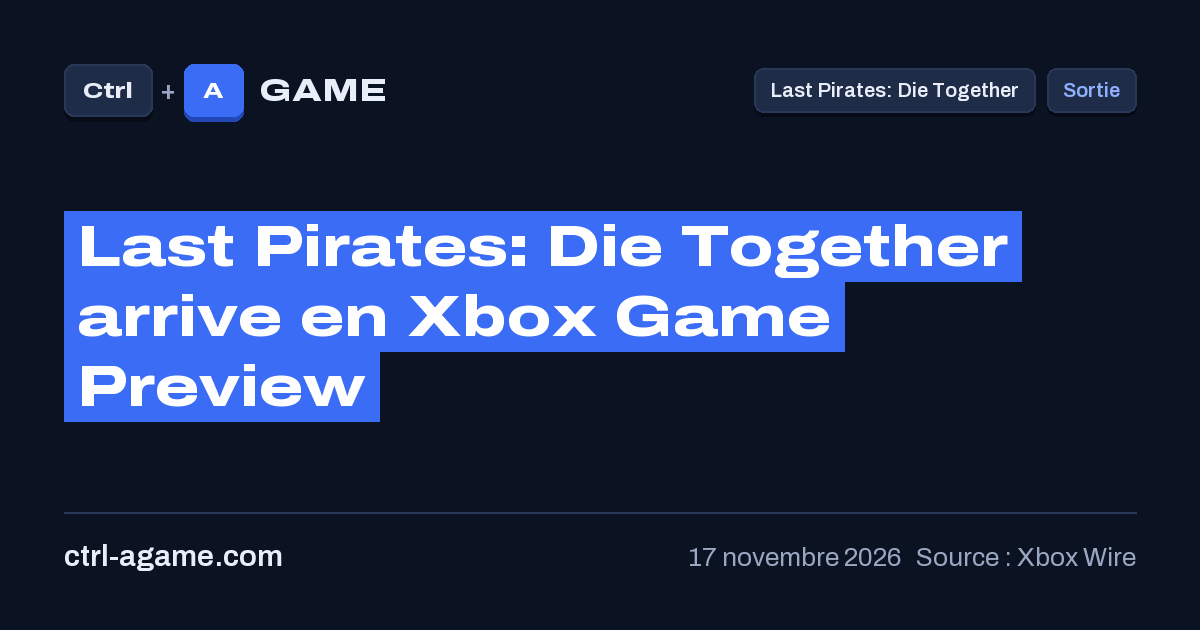 Ctrl + A GAME
Last Pirates: Die Together
Sortie
Last Pirates: Die Together
arrive en Xbox Game
Preview
ctrl-agame.com
17 novembre 2026 Source : Xbox Wire